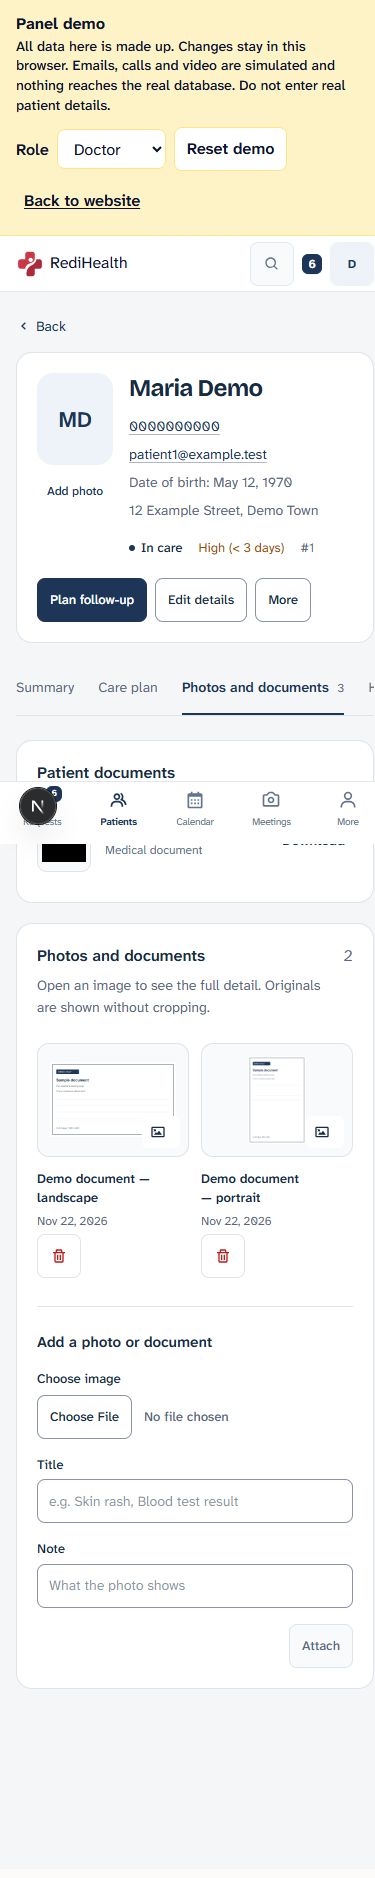 Panel demo
All data here is made up. Changes stay in this
browser. Emails, calls and video are simulated and
nothing reaches the real database. Do not enter real
patient details.
Role Doctor Reset demo
Back to website
RediHealth 6 D
Back
MD
Maria Demo
0000000000
patient1@example.test
Add photo
Date of birth: May 12, 1970
12 Example Street, Demo Town
In care High (< 3 days) #1
Plan follow-up Edit details More
Summary Care plan Photos and documents 3 H
Patient documents
N 6
Patients Calendar Meetings More
Medical document
Photos and documents 2
Open an image to see the full detail. Originals
are shown without cropping.
Sample document
Sample document
Demo document —
landscape
Nov 22, 2026
Demo document
— portrait
Nov 22, 2026
Add a photo or document
Choose image
Choose File No file chosen
Title
e.g. Skin rash, Blood test result
Note
What the photo shows
Attach